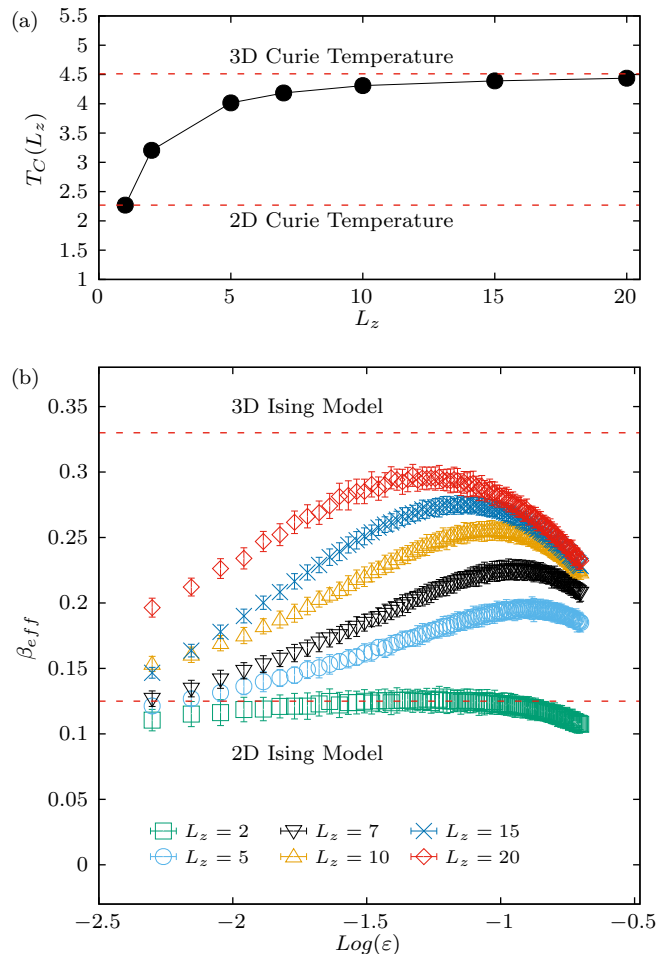 (a)
5.5
5
4.5
4
3.5
3
2.5
2
1.5
1
T_C(L_z)
3D Curie Temperature
2D Curie Temperature
0 5 10 15 20
L_z
(b)
0.35
0.3
0.25
0.2
0.15
0.1
0.05
0
β_eff
3D Ising Model
2D Ising Model
L_z = 2 L_z = 7 L_z = 15
L_z = 5 L_z = 10 L_z = 20
−2.5 −2 −1.5 −1 −0.5
Log(ε)